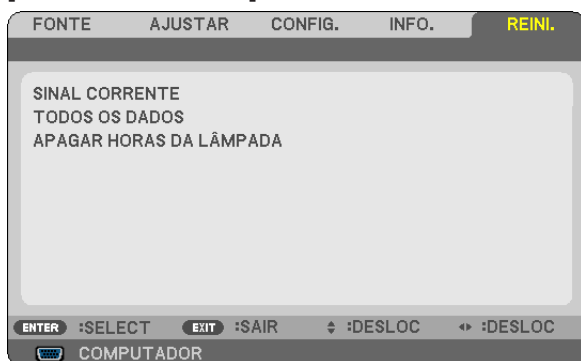 FONTE AJUSTAR CONFIG. INFO. REINI.
SINAL CORRENTE
TODOS OS DADOS
APAGAR HORAS DA LÂMPADA
ENTER :SELECT EXIT :SAIR :DESLOC :DESLOC
COMPUTADOR